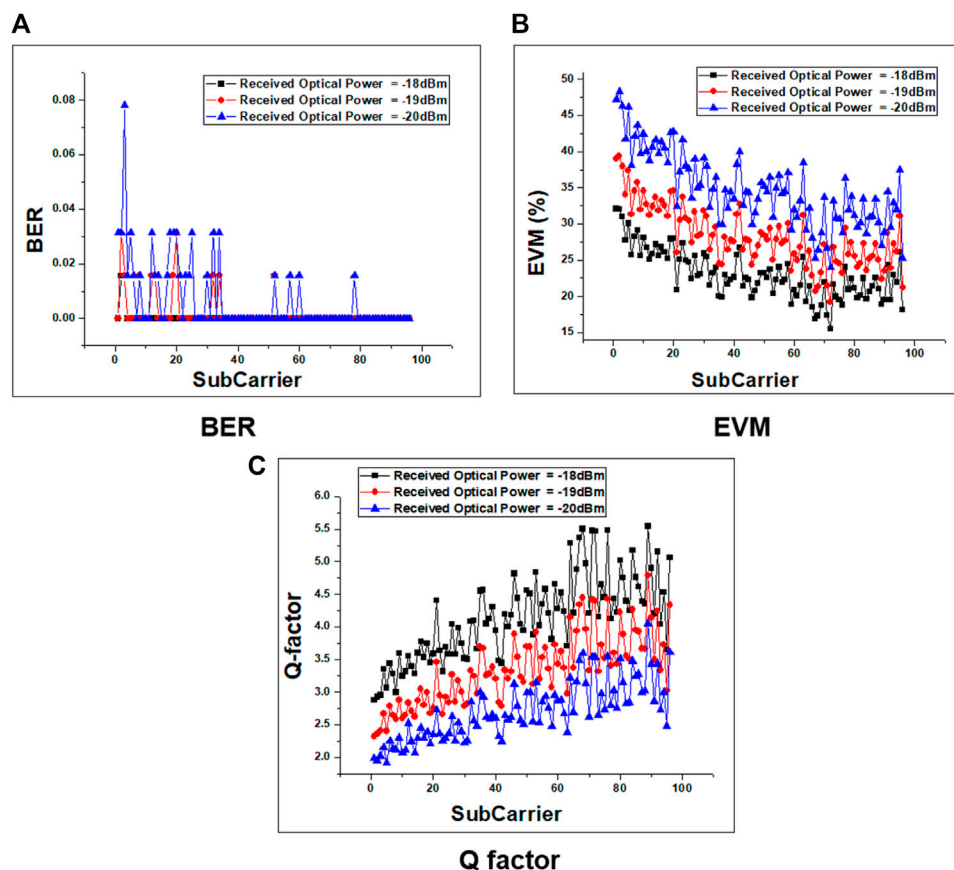 A
Received Optical Power = -18dBm
Received Optical Power = -19dBm
Received Optical Power = -20dBm
0.08
0.06
0.04
0.02
0.00
BER
0 20 40 60 80 100
SubCarrier
BER
B
Received Optical Power = -18dBm
Received Optical Power = -19dBm
Received Optical Power = -20dBm
50
45
40
35
30
25
20
15
EVM (%)
0 20 40 60 80 100
SubCarrier
EVM
C
Received Optical Power = -18dBm
Received Optical Power = -19dBm
Received Optical Power = -20dBm
6.0
5.5
5.0
4.5
4.0
3.5
3.0
2.5
2.0
Q-factor
0 20 40 60 80 100
SubCarrier
Q factor